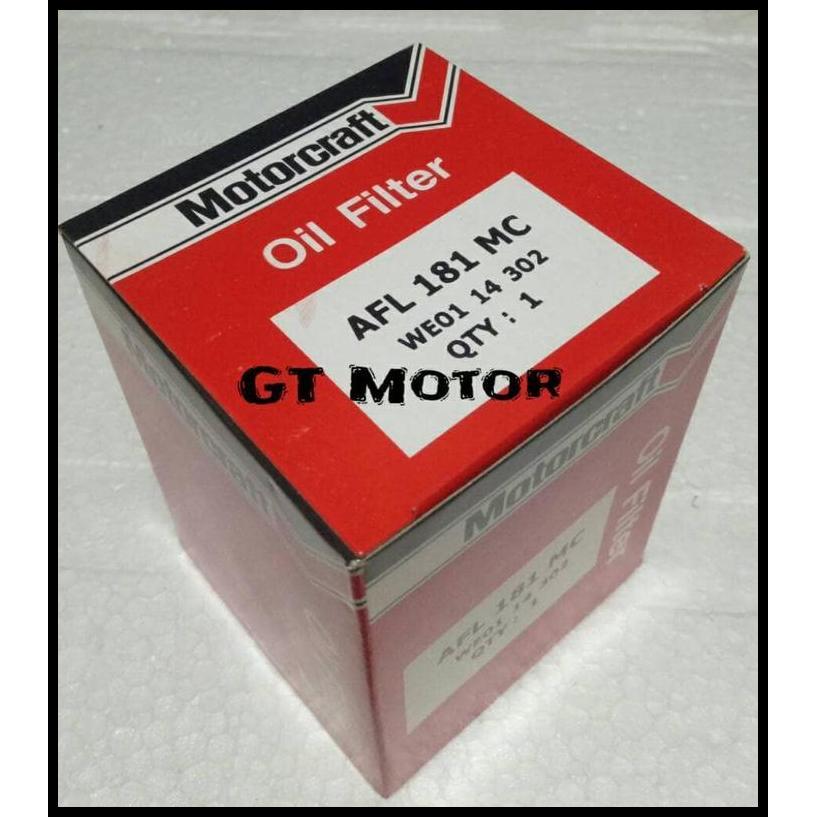 Motorcraft
Oil Filter
AFL 181 MC
WE01 14 302
QTY : 1
GT MOTOR
Motorcraft
Oil Filter
AFL 181 MC
WE01 14 302
QTY : 1